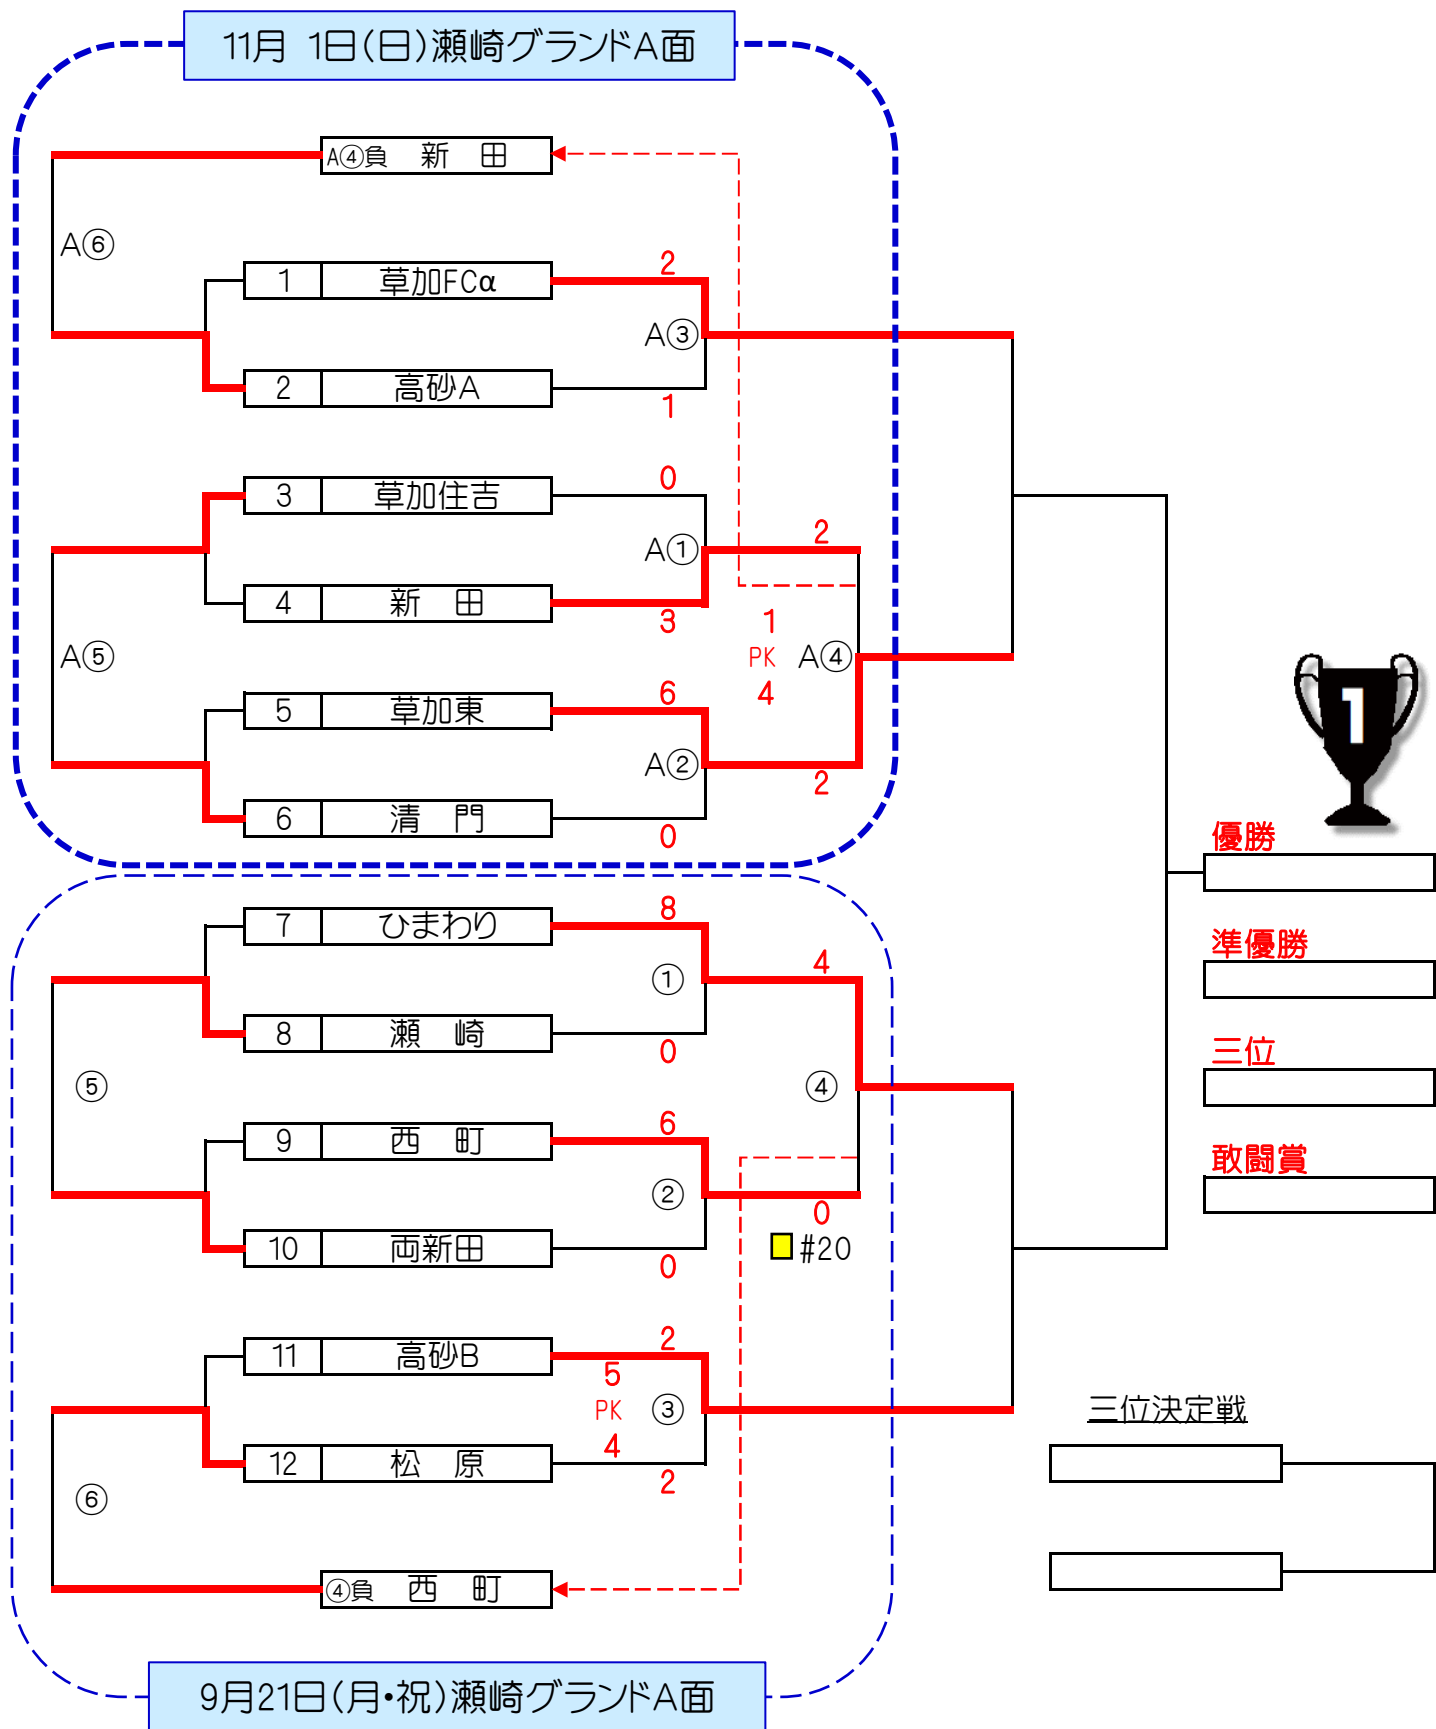 11月 1日(日)瀬崎グランドA面
A④負 新 田
A⑥
2
1 草加FCα
A③
2 高砂A
1
0
3 草加住吉
2
A①
4 新 田
3
1
PK
4
A⑤
A④
6
5 草加東
A②
2
6 清 門
0
1
優勝
準優勝
三位
敢闘賞
8
7 ひまわり
4
①
8 瀬 崎
0
⑤
④
6
9 西 町
②
0
10 両新田
0
#20
2
11 高砂B
5
PK
4
③
12 松 原
2
⑥
④負 西 町
三位決定戦
9月21日(月・祝)瀬崎グランドA面